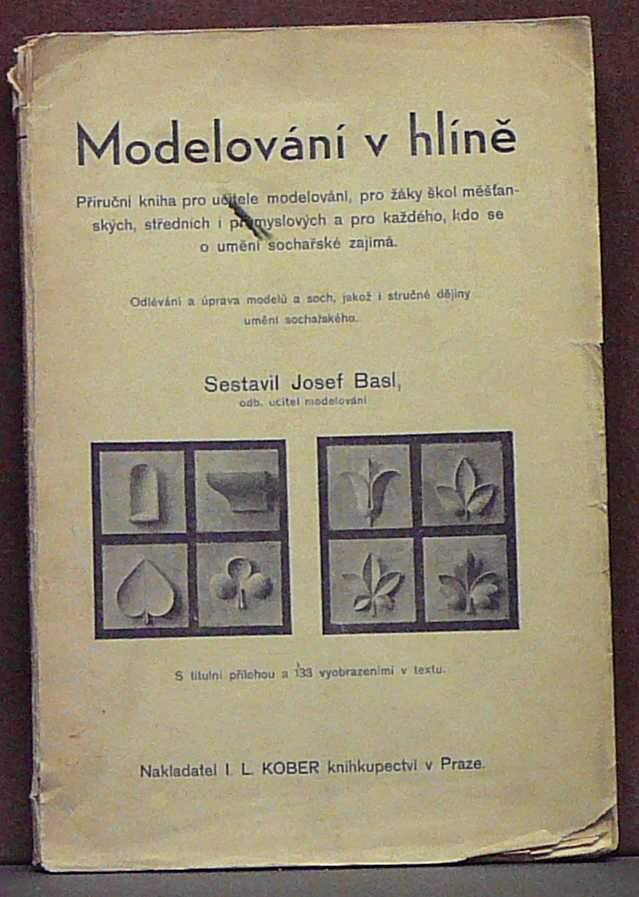 Modelování v hlíně
Příruční kniha pro učitele modelování, pro žáky škol měšťan-
ských, středních i průmyslových a pro každého, kdo se
o umění sochařské zajímá.
Odlévání a úprava modelů a soch, jakož i stručné dějiny
umění sochařského.
Sestavil Josef Basl,
odb. učitel modelování
S titulní přílohou a 133 vyobrazeními v textu.
Nakladatel I. L. KOBER knihkupectví v Praze.